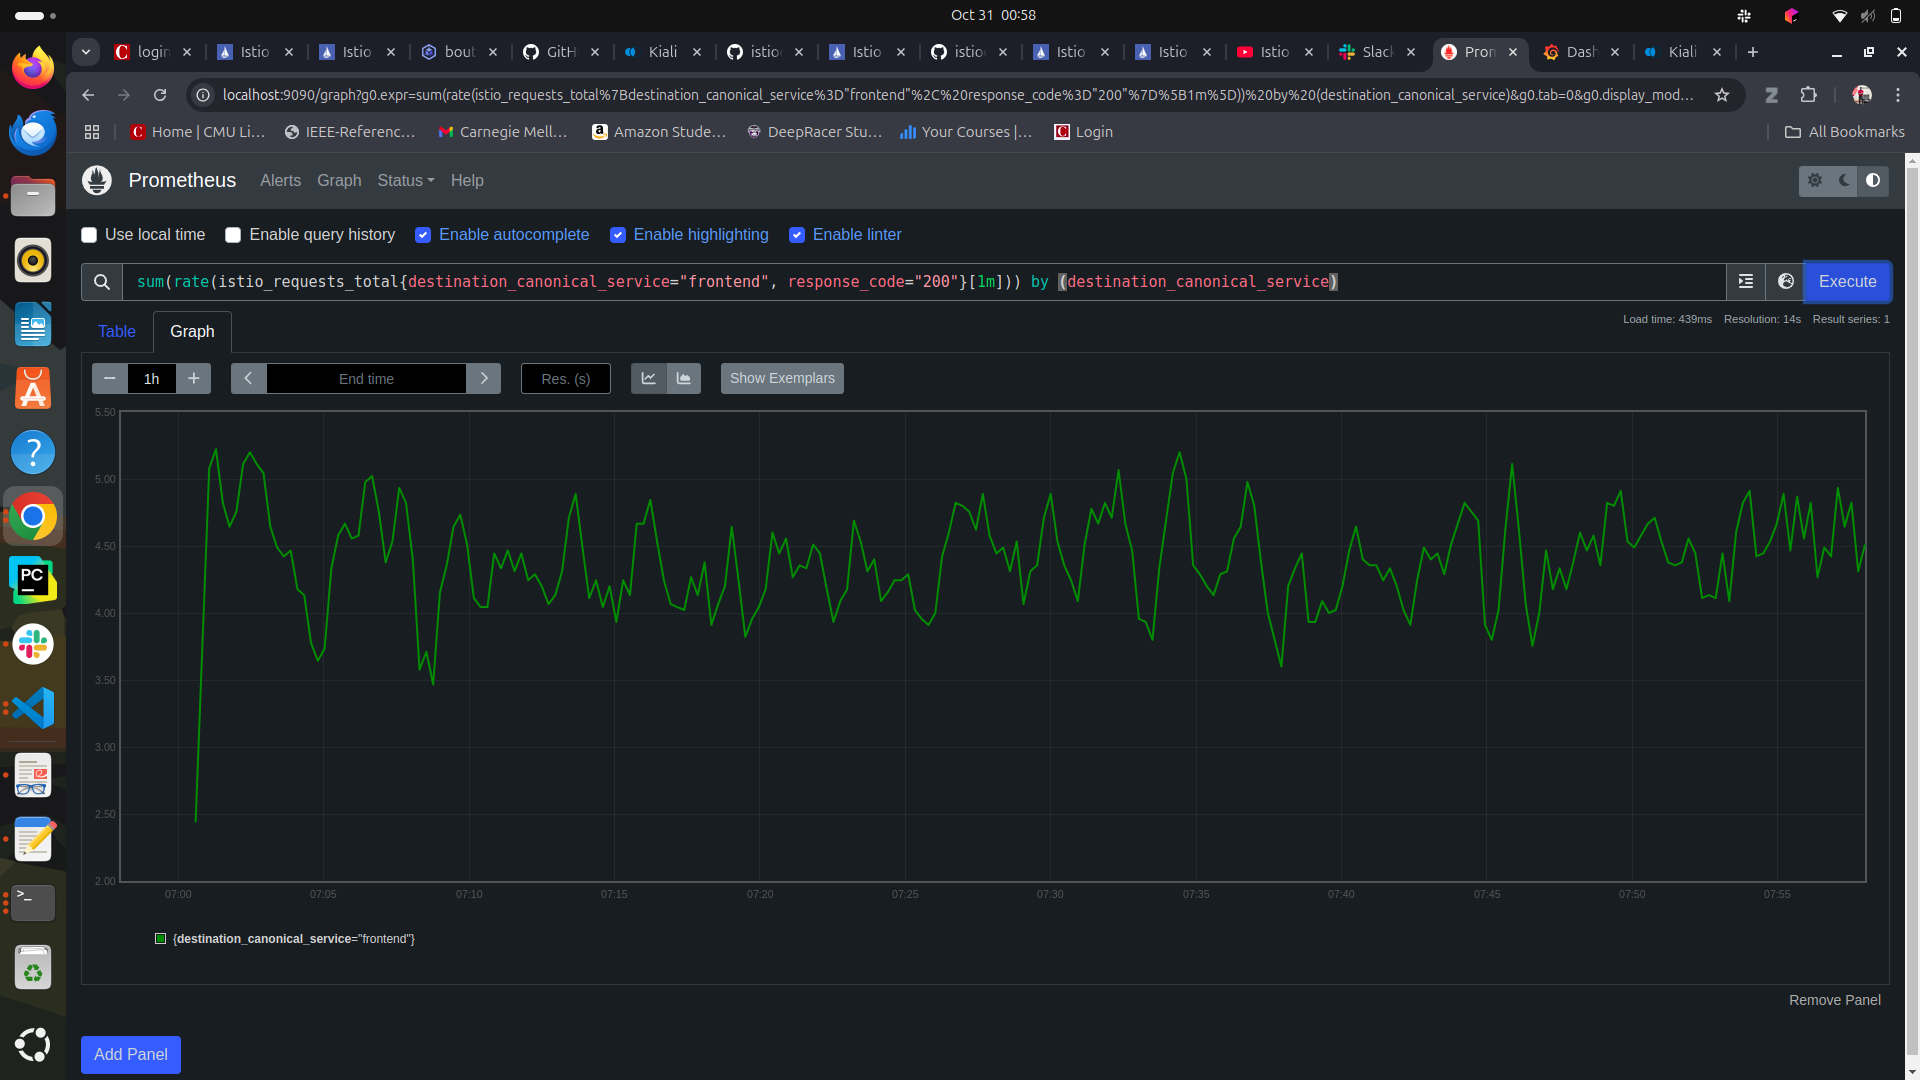 Oct 31 00:58
login
Istio
Istio
bout
GitH
Kiali
istio
Istio
istio
Istio
Istio
Istio
Slack
Pron
Dash
Kiali
localhost:9090/graph?g0.expr=sum(rate(istio_requests_total%7Bdestination_canonical_service%3D"frontend"%2C%20response_code%3D"200"%7D%5B1m%5D))%20by%20(destination_canonical_service)&g0.tab=0&g0.display_mod...
Home | CMU Li...
IEEE-Referenc...
Carnegie Mell...
Amazon Stude...
DeepRacer Stu...
Your Courses |...
Login
All Bookmarks
Prometheus
Alerts
Graph
Status
Help
Use local time
Enable query history
Enable autocomplete
Enable highlighting
Enable linter
sum(rate(istio_requests_total{destination_canonical_service="frontend", response_code="200"}[1m])) by (destination_canonical_service)
Execute
Table
Graph
Load time: 439ms Resolution: 14s Result series: 1
1h
End time
Res. (s)
Show Exemplars
5.50
5.00
4.50
4.00
3.50
3.00
2.50
2.00
07:00
07:05
07:10
07:15
07:20
07:25
07:30
07:35
07:40
07:45
07:50
07:55
{destination_canonical_service="frontend"}
Remove Panel
Add Panel
PC